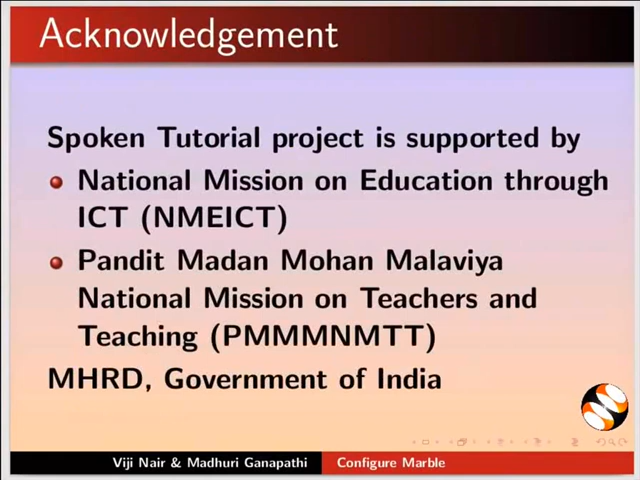 Acknowledgement
Spoken Tutorial project is supported by
National Mission on Education through
ICT (NMEICT)
Pandit Madan Mohan Malaviya
National Mission on Teachers and
Teaching (PMMMNMTT)
MHRD, Government of India
Viji Nair & Madhuri Ganapathi Configure Marble